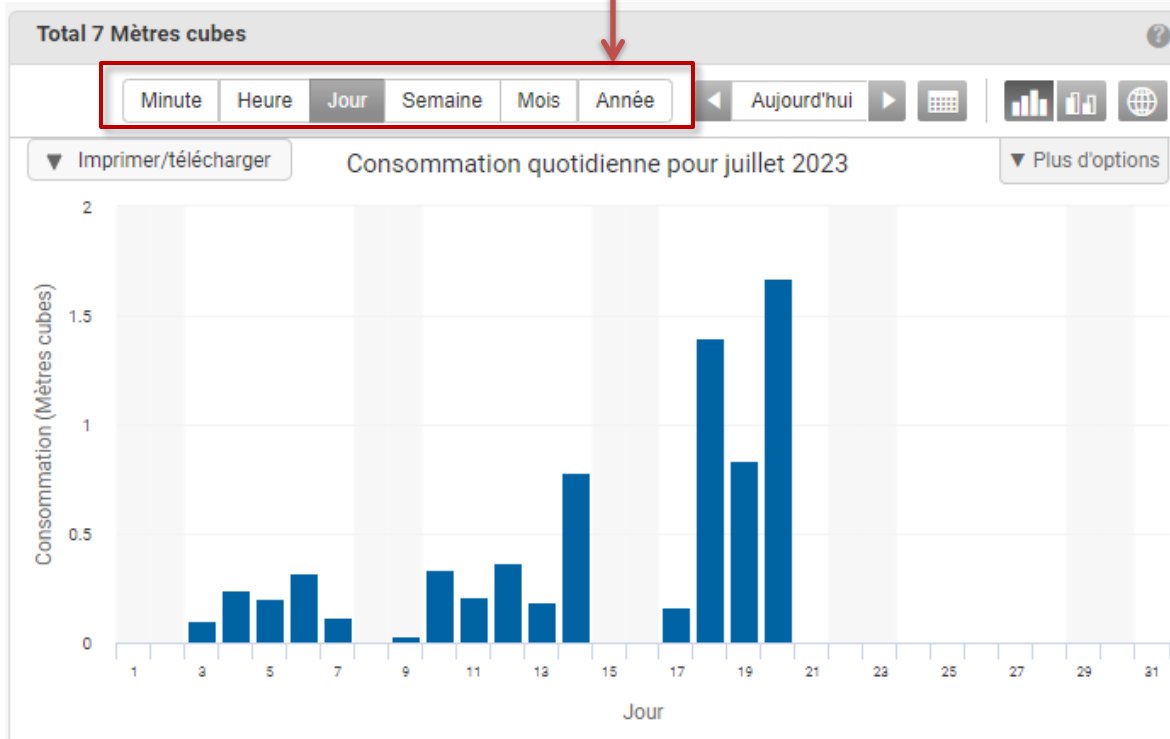 Total 7 Mètres cubes ?
Minute Heure Jour Semaine Mois Année Aujourd'hui
Imprimer/télécharger Consommation quotidienne pour juillet 2023 Plus d'options
Consommation (Mètres cubes)
2
1.5
1
0.5
0
1 3 5 7 9 11 13 15 17 19 21 23 25 27 29 31
Jour